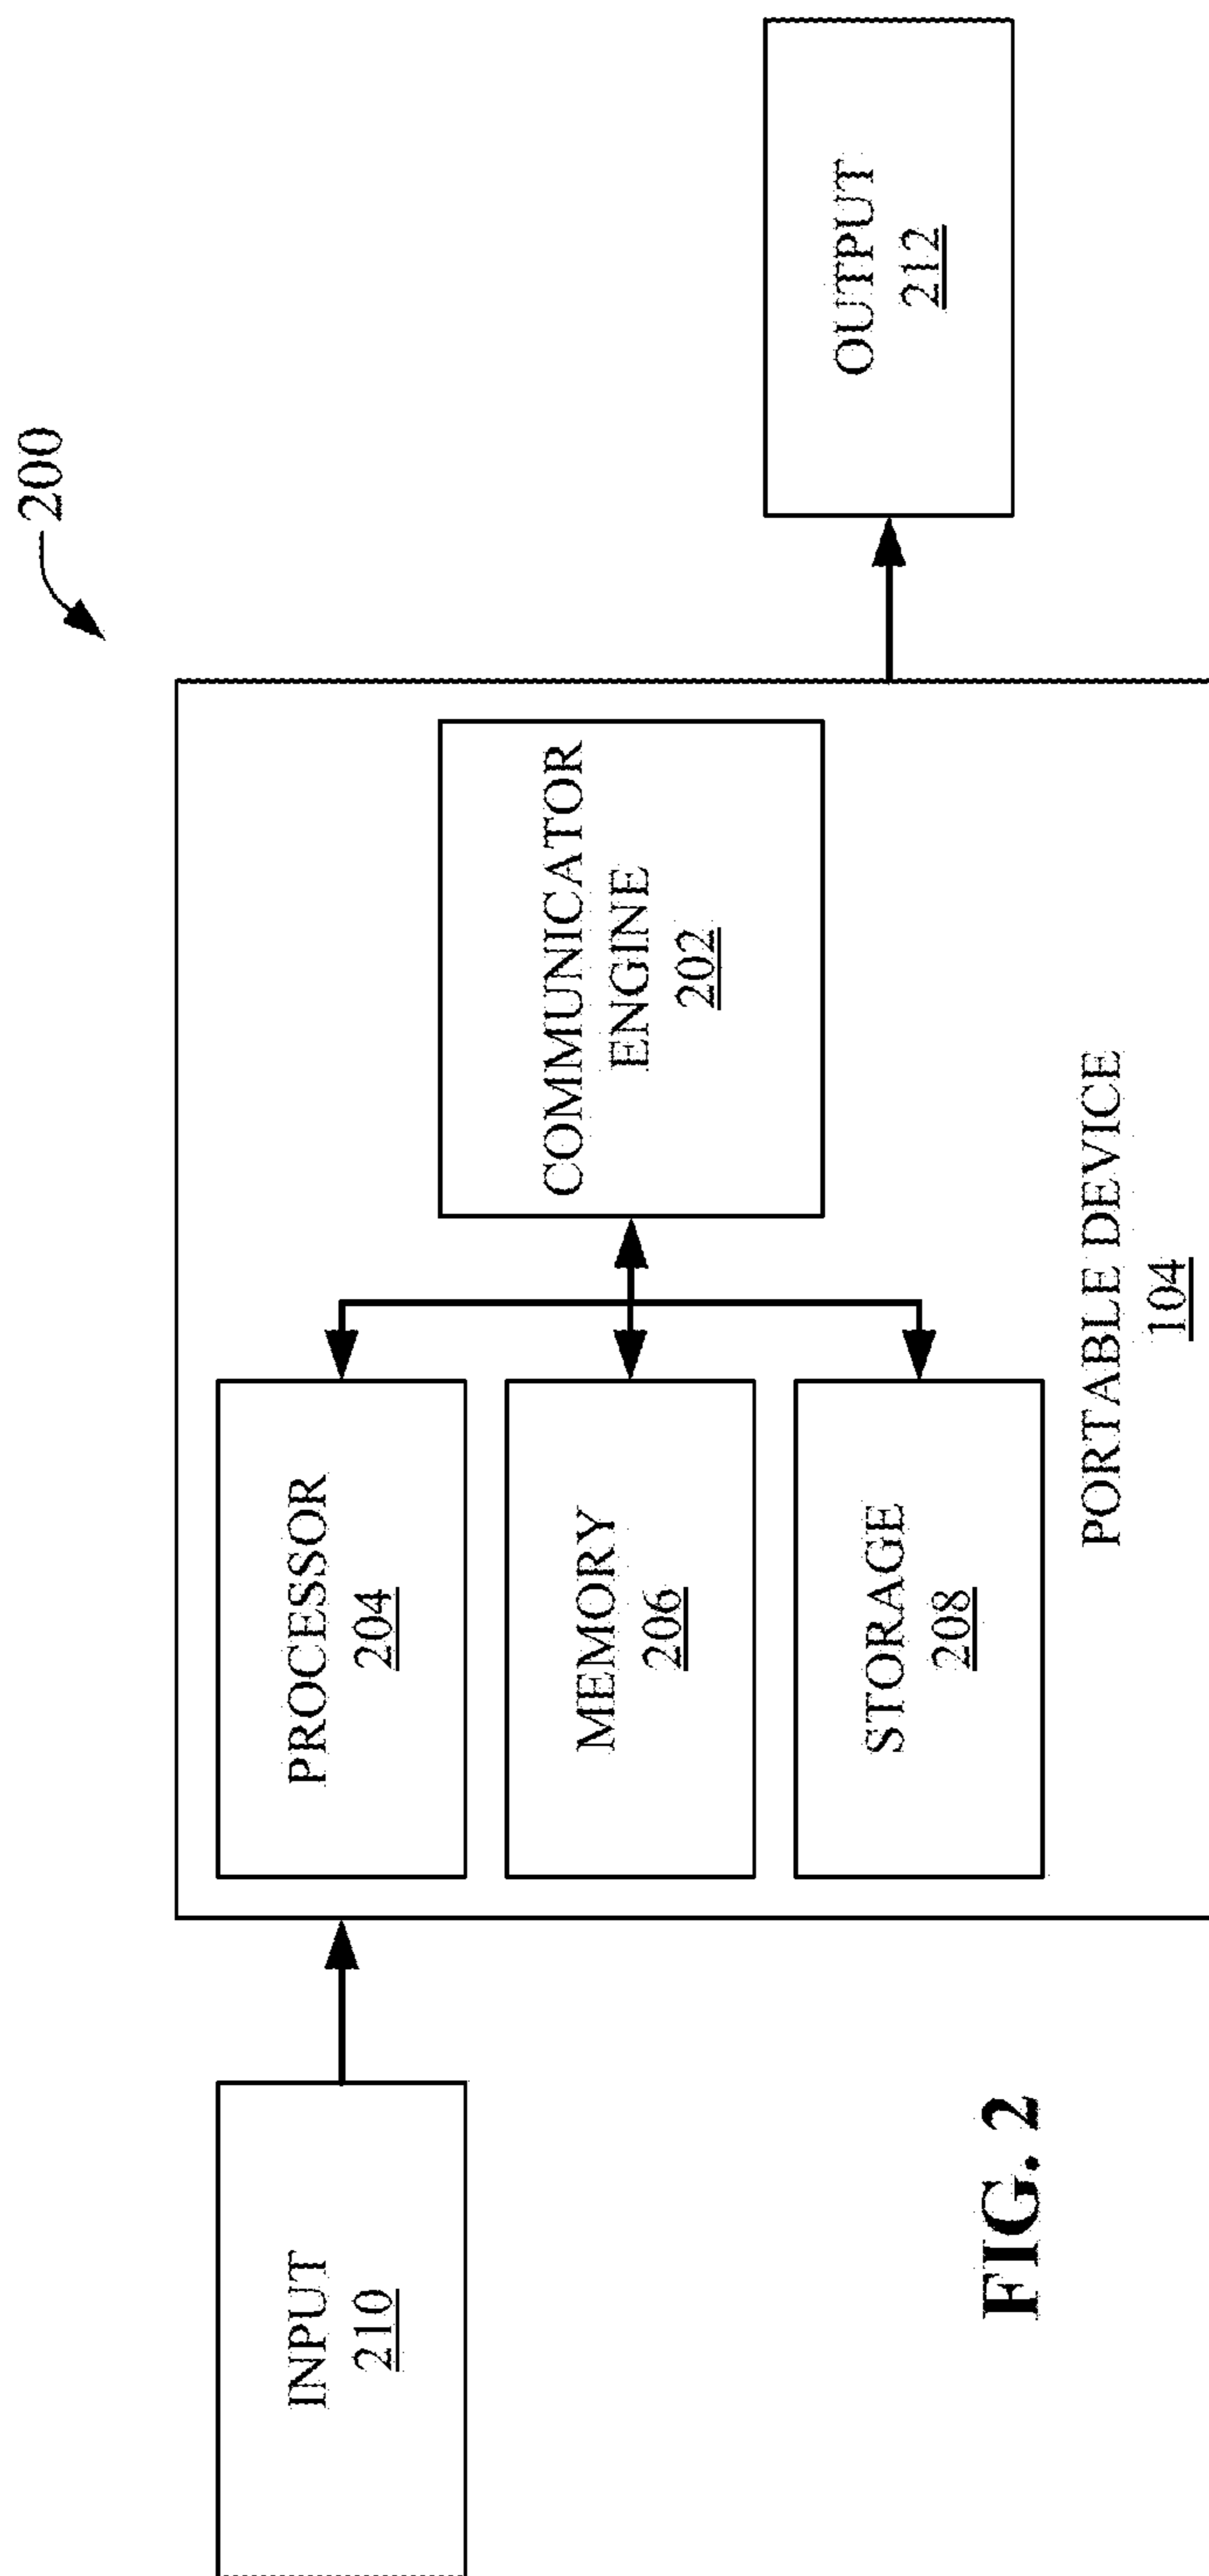 200
INPUT
210
PROCESSOR
204
MEMORY
206
STORAGE
208
COMMUNICATOR
ENGINE
202
PORTABLE DEVICE
104
OUTPUT
212
FIG. 2